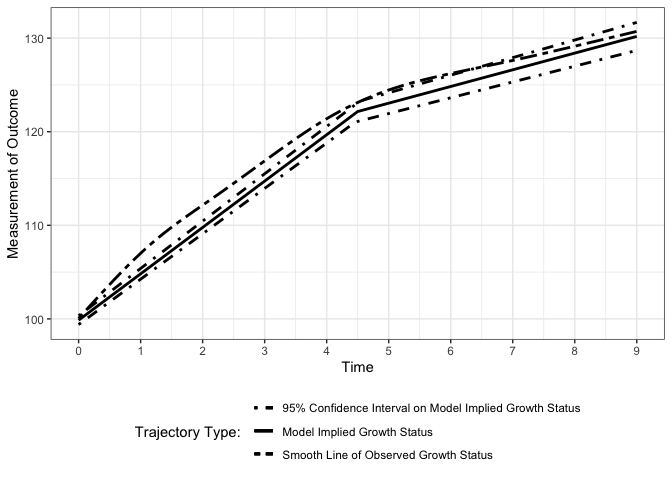 Measurement of Outcome
130
120
110
100
0 1 2 3 4 5 6 7 8 9
Time
Trajectory Type:
95% Confidence Interval on Model Implied Growth Status
Model Implied Growth Status
Smooth Line of Observed Growth Status